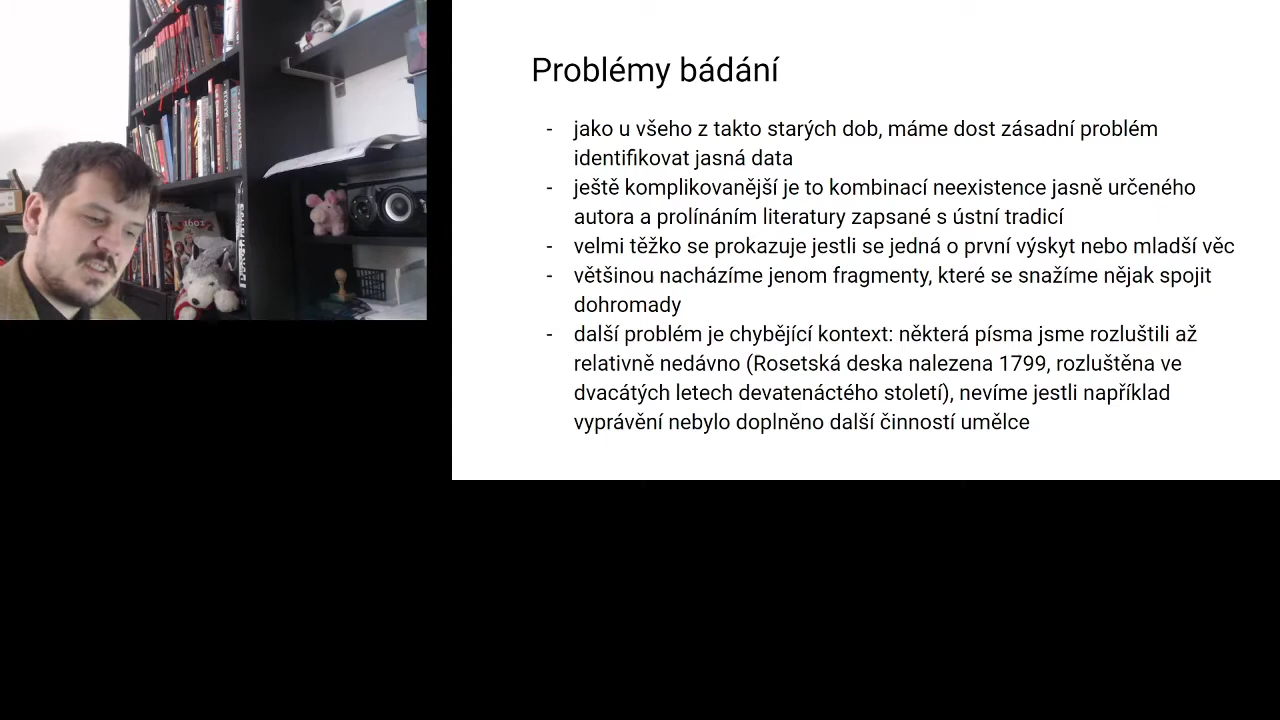 Problémy bádání
- jako u všeho z takto starých dob, máme dost zásadní problém
identifikovat jasná data
- ještě komplikovanější je to kombinací neexistence jasně určeného
autora a prolínáním literatury zapsané s ústní tradicí
- velmi těžko se prokazuje jestli se jedná o první výskyt nebo mladší věc
- většinou nacházíme jenom fragmenty, které se snažíme nějak spojit
dohromady
- další problém je chybějící kontext: některá písma jsme rozluštili až
relativně nedávno (Rosetská deska nalezena 1799, rozluštěna ve
dvacátých letech devatenáctého století), nevíme jestli například
vyprávění nebylo doplněno další činností umělce